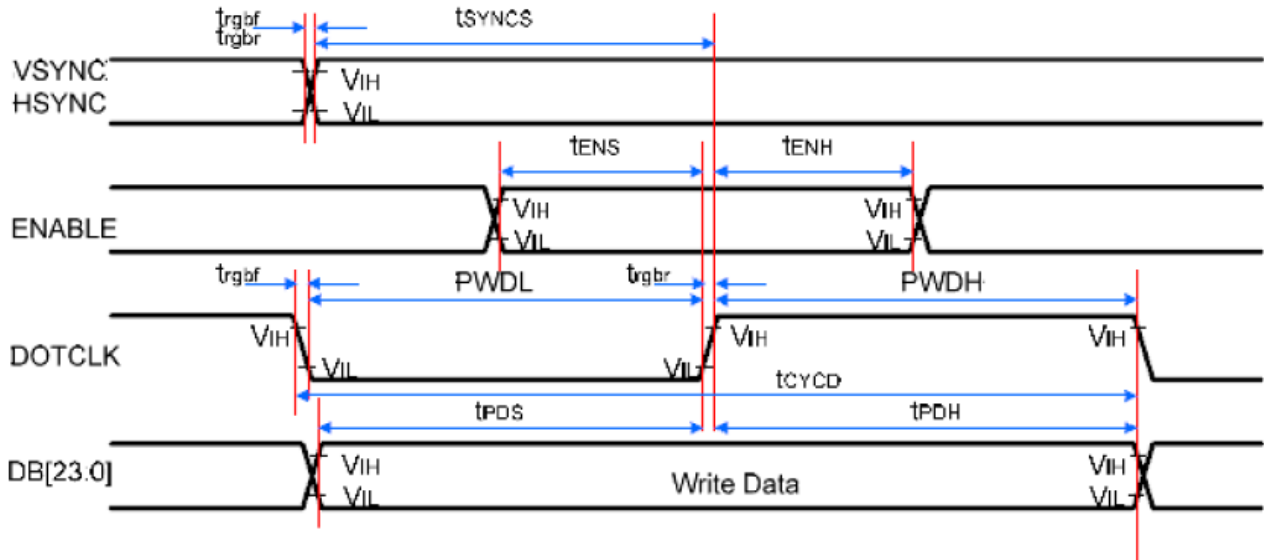 trgbf
trgbr
tSYNCS
VSYNC
HSYNC
VIH
VIL
tENS
tENH
ENABLE
VIH
VIL
VIH
VIL
trgbf
PWDL
trgbr
PWDH
DOTCLK
VIH
VIL
VIL
VIH
VIH
tCYCD
tPDS
tPDH
DB[23.0]
VIH
VIL
Write Data
VIH
VIL